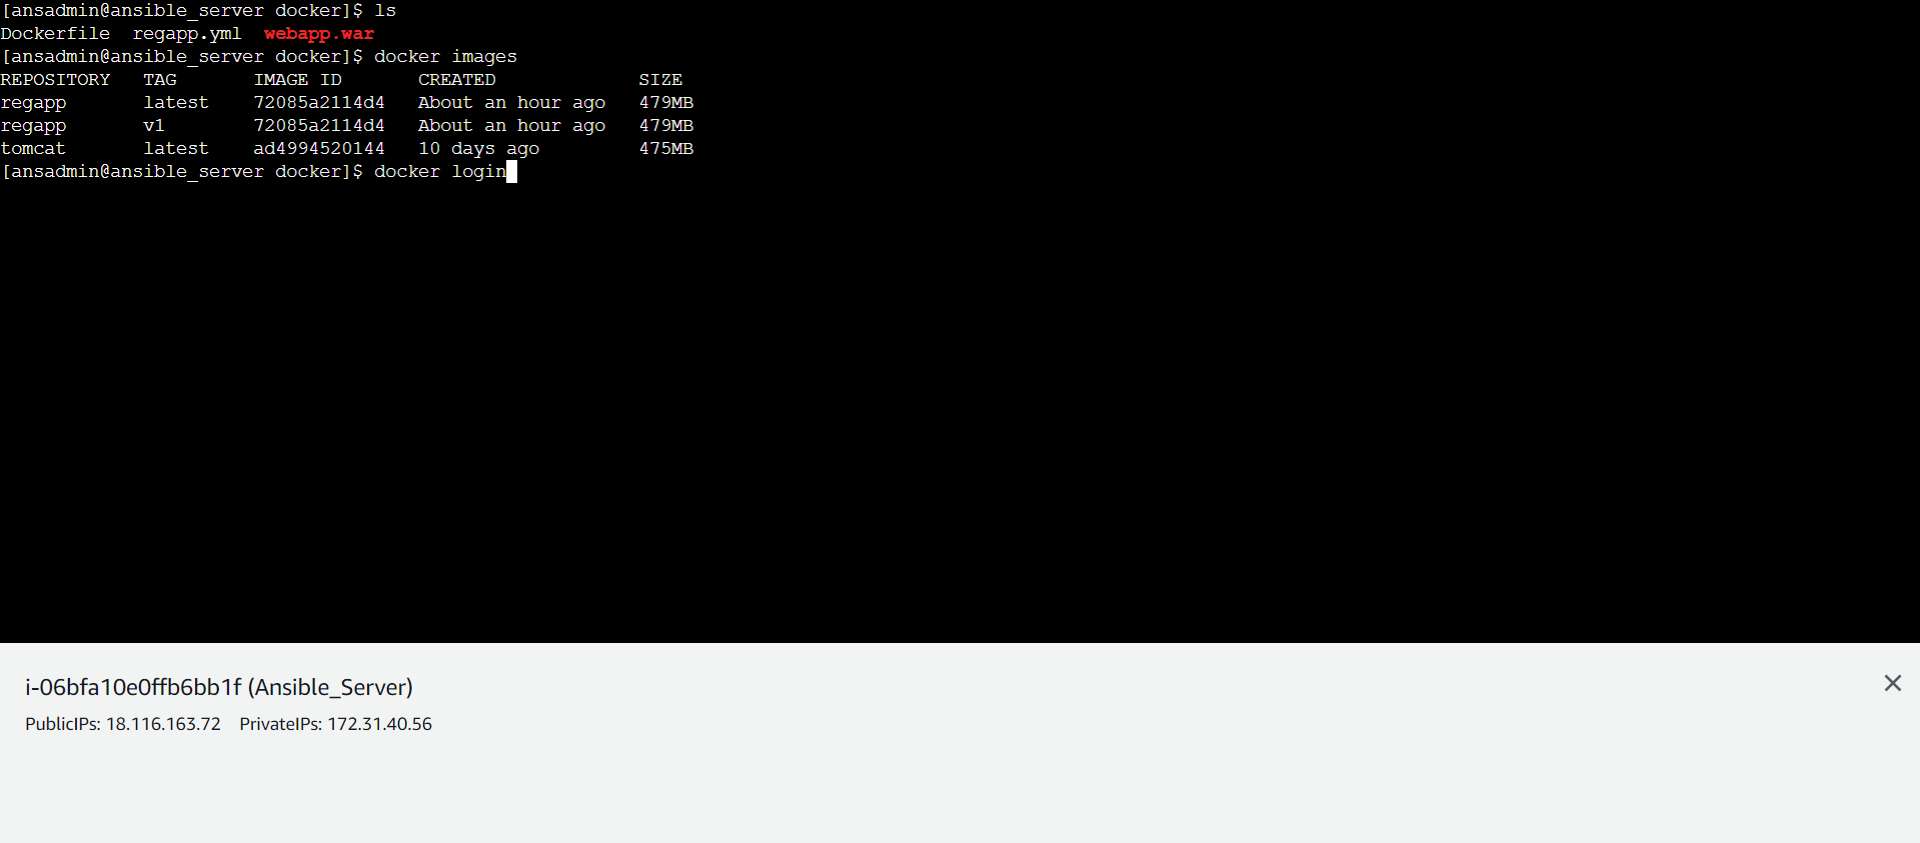 [ansadmin@ansible_server docker]$ ls
Dockerfile  regapp.yml  webapp.war
[ansadmin@ansible_server docker]$ docker images
REPOSITORY   TAG       IMAGE ID       CREATED             SIZE
regapp       latest    72085a2114d4   About an hour ago   479MB
regapp       v1        72085a2114d4   About an hour ago   479MB
tomcat       latest    ad4994520144   10 days ago         475MB
[ansadmin@ansible_server docker]$ docker login
i-06bfa10e0ffb6bb1f (Ansible_Server)
PublicIPs: 18.116.163.72    PrivateIPs: 172.31.40.56